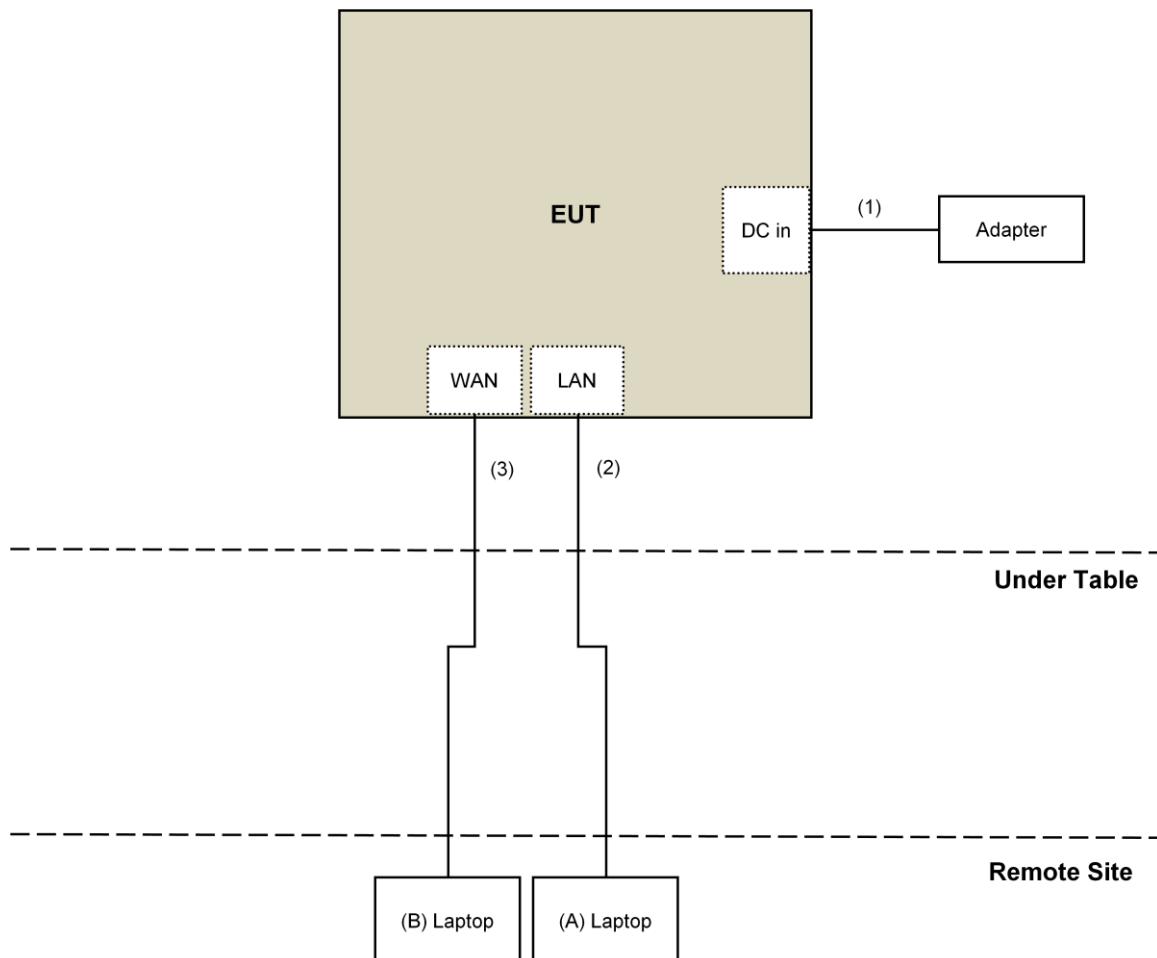 EUT
DC in
(1)
Adapter
WAN
LAN
(3)
(2)
Under Table
Remote Site
(B) Laptop
(A) Laptop